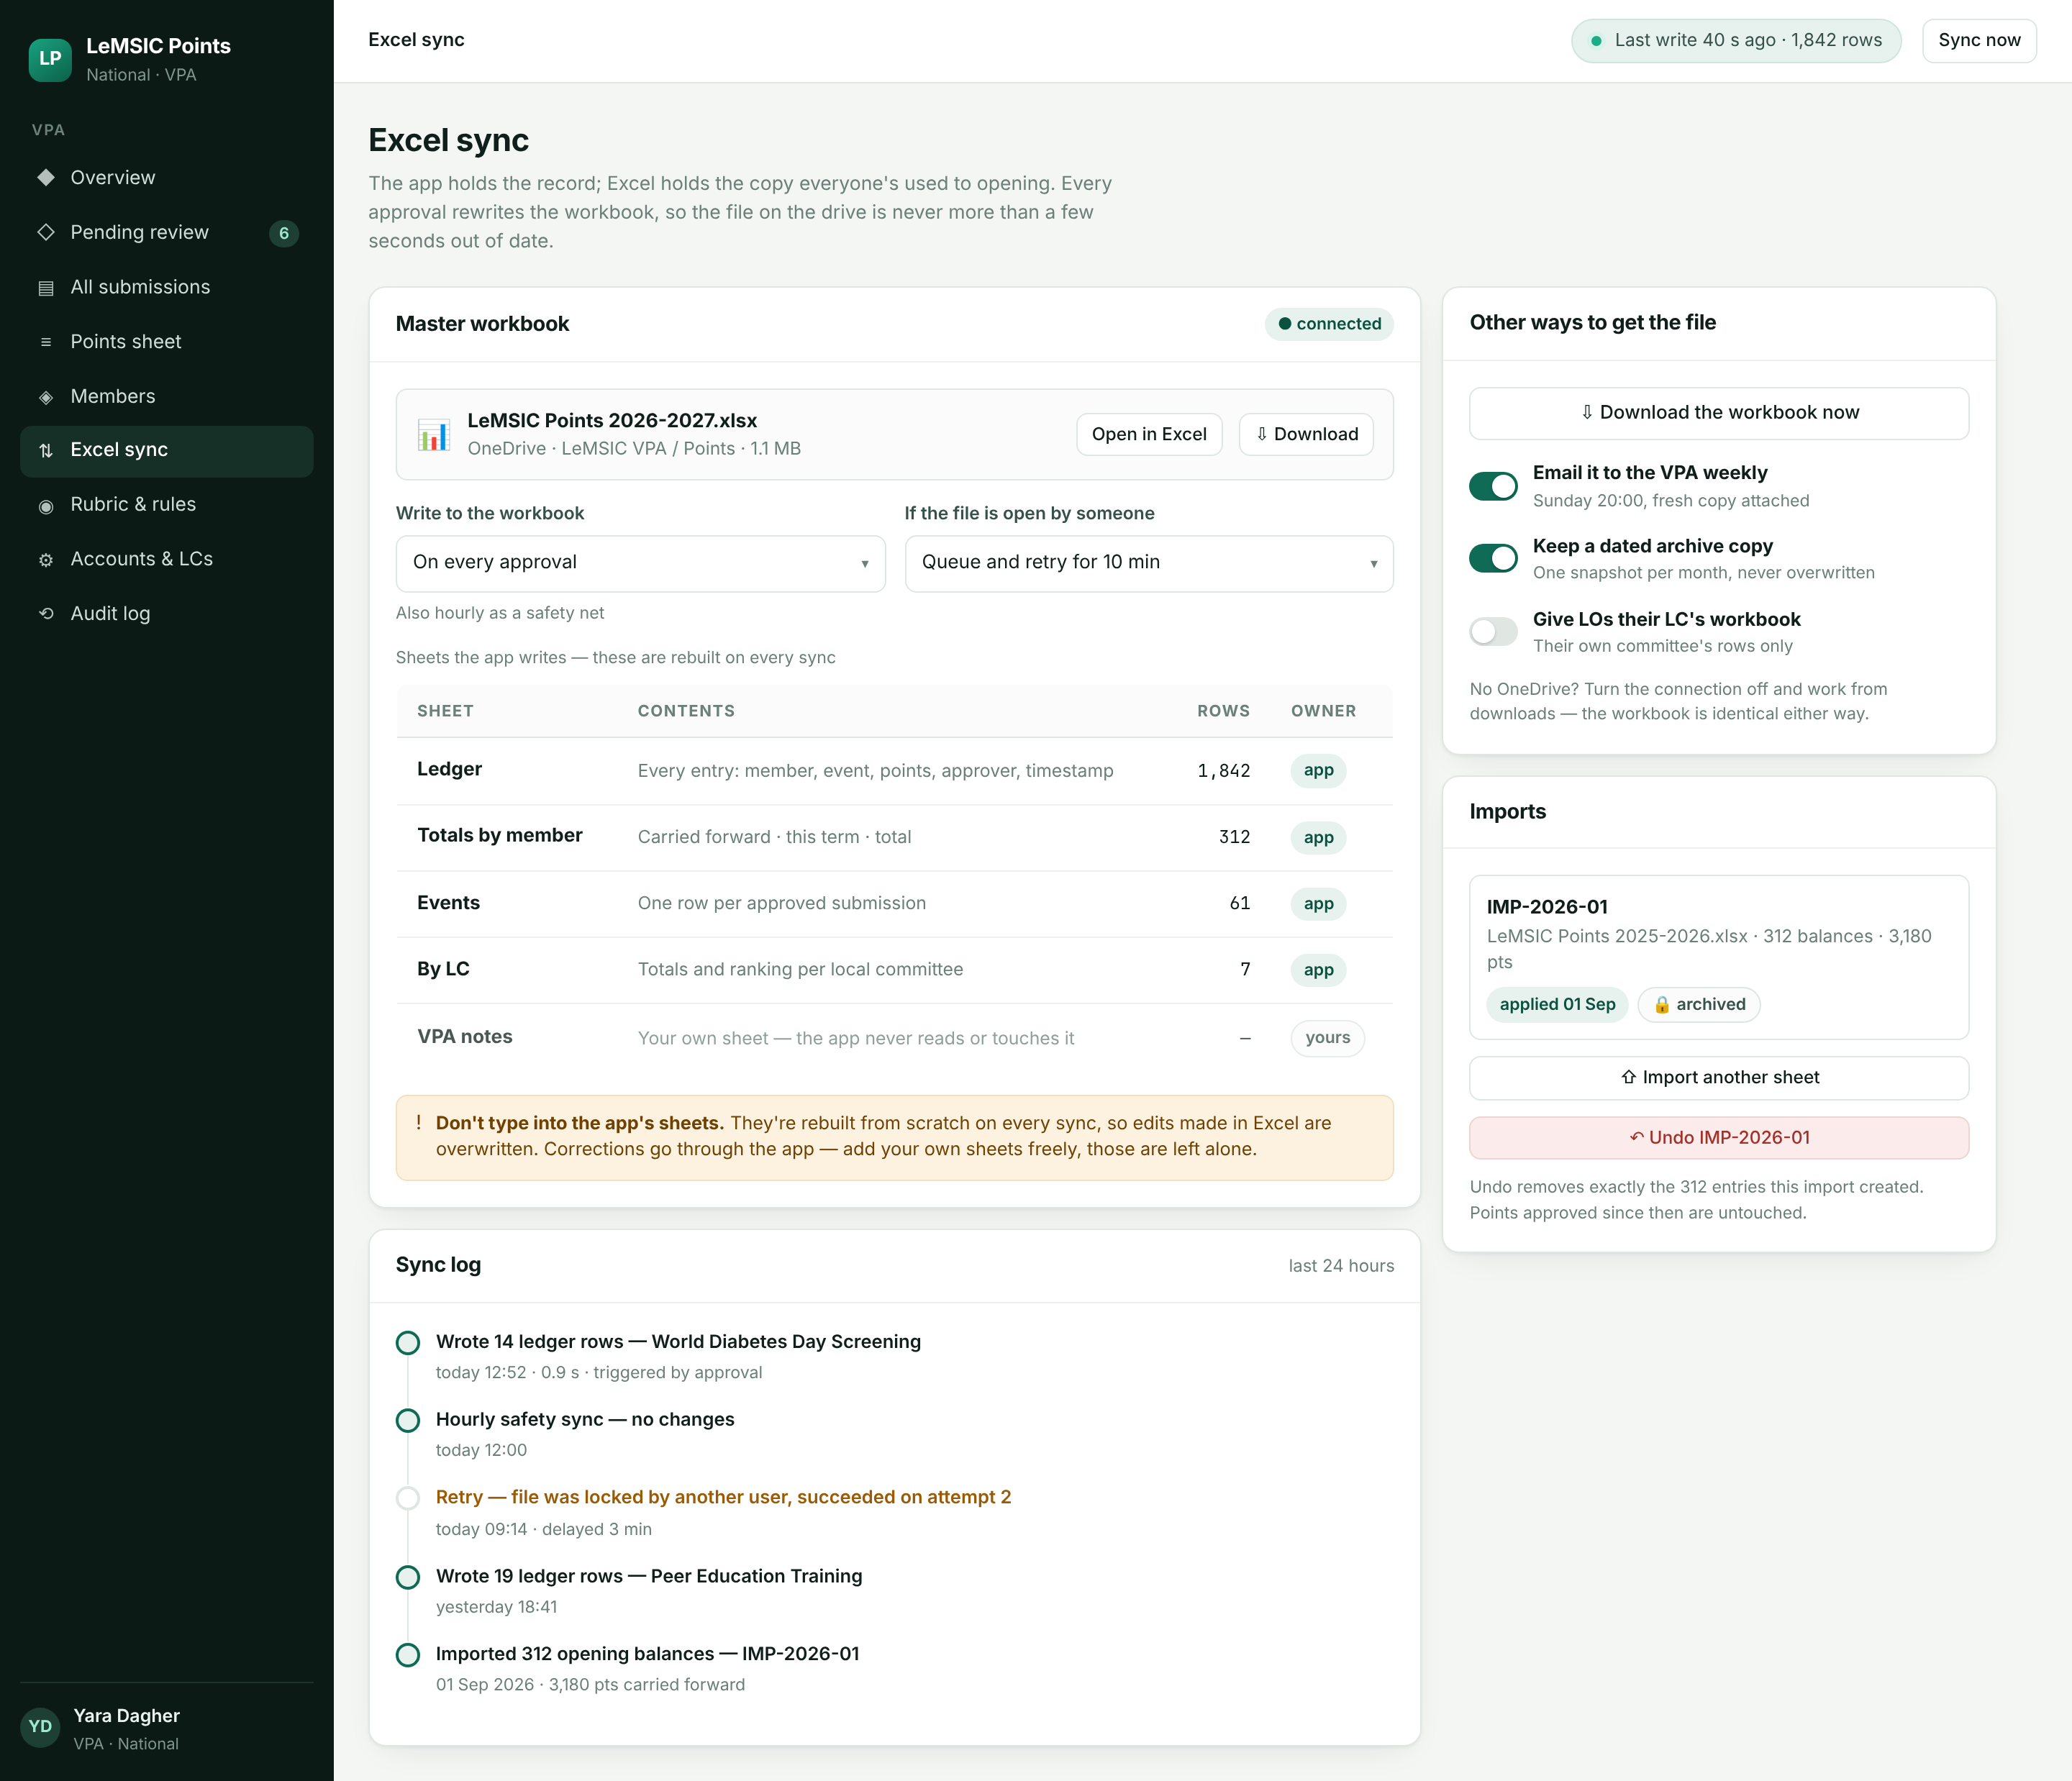 LP
LeMSIC Points
National · VPA
VPA
Overview
Pending review
6
All submissions
Points sheet
Members
Excel sync
Rubric & rules
Accounts & LCs
Audit log
YD
Yara Dagher
VPA · National
Excel sync
Last write 40 s ago · 1,842 rows
Sync now
Excel sync
The app holds the record; Excel holds the copy everyone's used to opening. Every
approval rewrites the workbook, so the file on the drive is never more than a few
seconds out of date.
Master workbook
connected
LeMSIC Points 2026-2027.xlsx
OneDrive · LeMSIC VPA / Points · 1.1 MB
Open in Excel
⇩ Download
Write to the workbook
On every approval
Also hourly as a safety net
If the file is open by someone
Queue and retry for 10 min
Sheets the app writes — these are rebuilt on every sync
SHEET CONTENTS ROWS OWNER
Ledger Every entry: member, event, points, approver, timestamp 1,842 app
Totals by member Carried forward · this term · total 312 app
Events One row per approved submission 61 app
By LC Totals and ranking per local committee 7 app
VPA notes Your own sheet — the app never reads or touches it — yours
! Don't type into the app's sheets. They're rebuilt from scratch on every sync, so edits made in Excel are
overwritten. Corrections go through the app — add your own sheets freely, those are left alone.
Sync log
last 24 hours
Wrote 14 ledger rows — World Diabetes Day Screening
today 12:52 · 0.9 s · triggered by approval
Hourly safety sync — no changes
today 12:00
Retry — file was locked by another user, succeeded on attempt 2
today 09:14 · delayed 3 min
Wrote 19 ledger rows — Peer Education Training
yesterday 18:41
Imported 312 opening balances — IMP-2026-01
01 Sep 2026 · 3,180 pts carried forward
Other ways to get the file
⇩ Download the workbook now
Email it to the VPA weekly
Sunday 20:00, fresh copy attached
Keep a dated archive copy
One snapshot per month, never overwritten
Give LOs their LC's workbook
Their own committee's rows only
No OneDrive? Turn the connection off and work from
downloads — the workbook is identical either way.
Imports
IMP-2026-01
LeMSIC Points 2025-2026.xlsx · 312 balances · 3,180
pts
applied 01 Sep
🔒 archived
⇧ Import another sheet
↶ Undo IMP-2026-01
Undo removes exactly the 312 entries this import created.
Points approved since then are untouched.